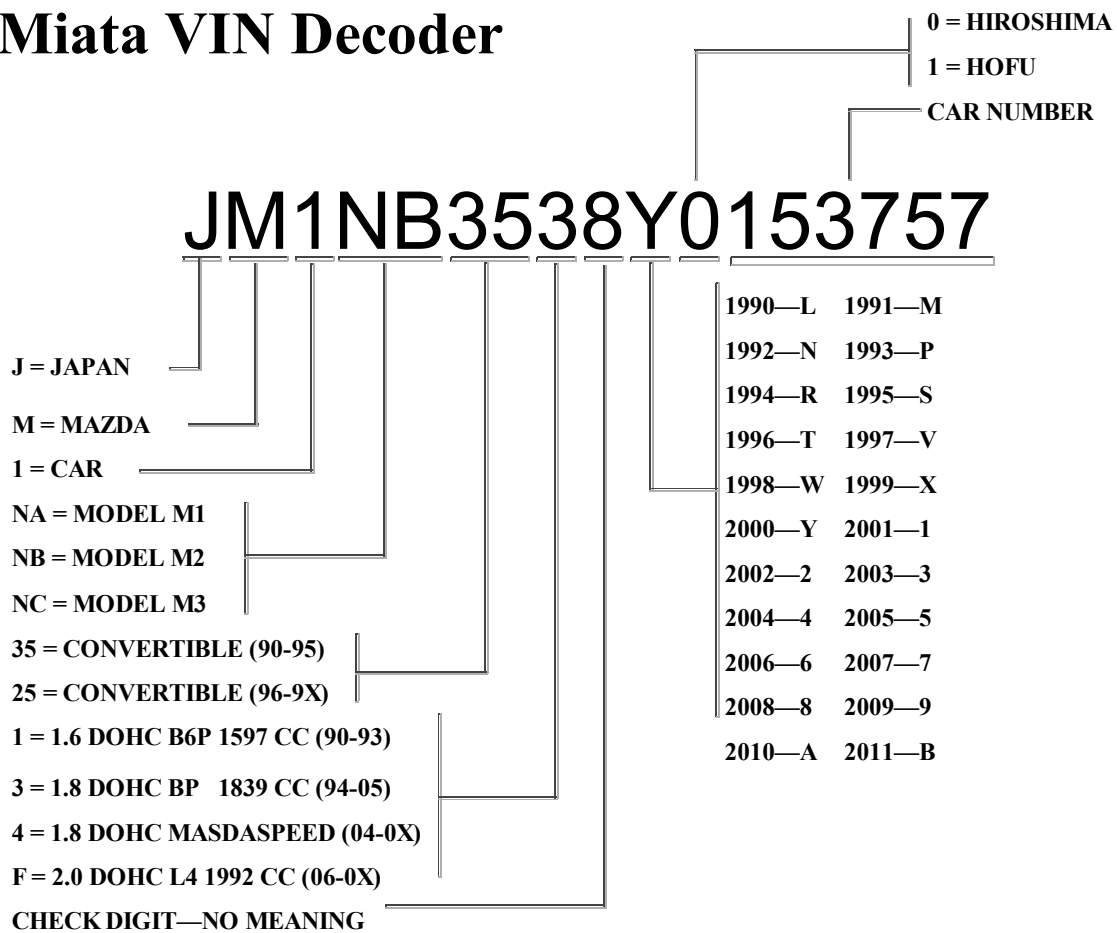 Miata VIN Decoder
0 = HIROSHIMA
1 = HOFU
CAR NUMBER
JM1NB3538Y0153757
1990—L 1991—M
1992—N 1993—P
1994—R 1995—S
1996—T 1997—V
1998—W 1999—X
2000—Y 2001—1
2002—2 2003—3
2004—4 2005—5
2006—6 2007—7
2008—8 2009—9
2010—A 2011—B
J = JAPAN
M = MAZDA
1 = CAR
NA = MODEL M1
NB = MODEL M2
NC = MODEL M3
35 = CONVERTIBLE (90-95)
25 = CONVERTIBLE (96-9X)
1 = 1.6 DOHC B6P 1597 CC (90-93)
3 = 1.8 DOHC BP 1839 CC (94-05)
4 = 1.8 DOHC MASDASPEED (04-0X)
F = 2.0 DOHC L4 1992 CC (06-0X)
CHECK DIGIT—NO MEANING